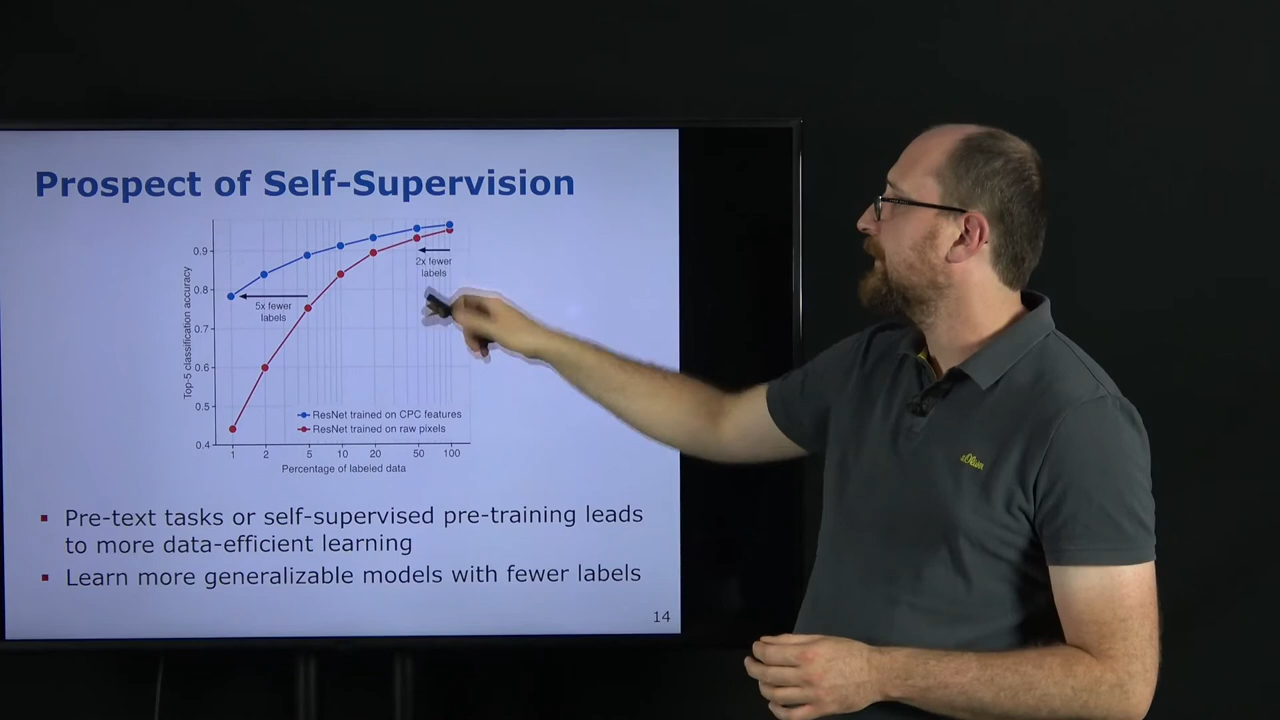 Prospect of Self-Supervision
0.9
0.8
0.7
0.6
0.5
0.4
Top-5 classification accuracy
2x fewer
labels
5x fewer
labels
ResNet trained on CPC features
ResNet trained on raw pixels
1 2 5 10 20 50 100
Percentage of labeled data
Pre-text tasks or self-supervised pre-training leads
to more data-efficient learning
Learn more generalizable models with fewer labels
14
s.Oliver